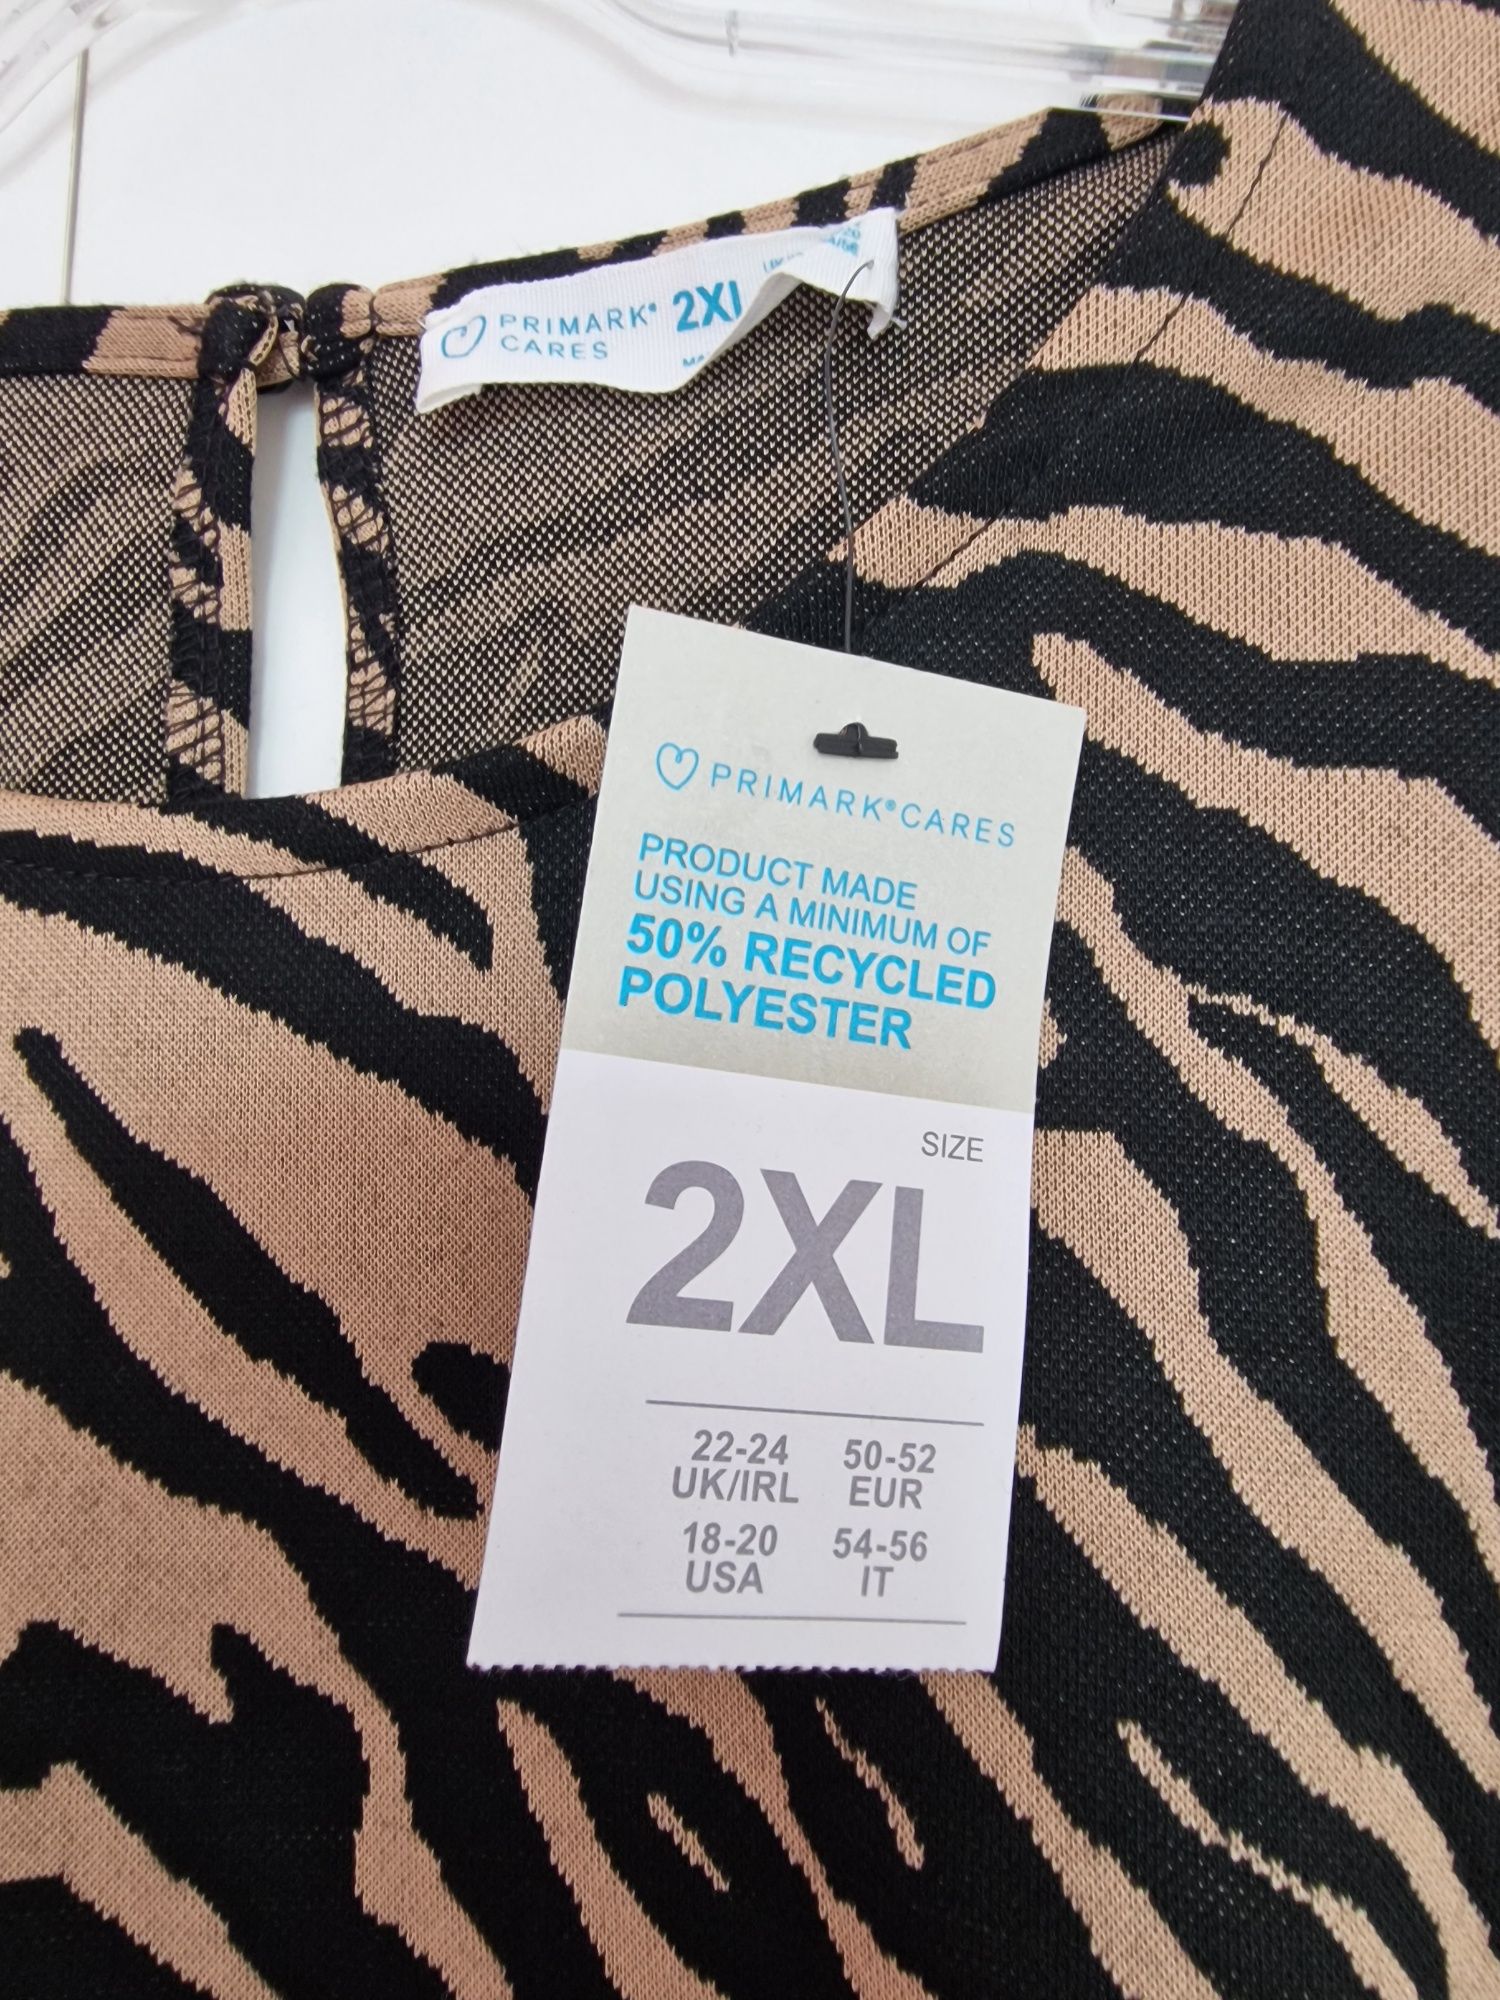 PRIMARK®
CARES
2XL
PRIMARK®CARES
PRODUCT MADE
USING A MINIMUM OF
50% RECYCLED
POLYESTER
SIZE
2XL
22-24 50-52
UK/IRL EUR
18-20 54-56
USA IT